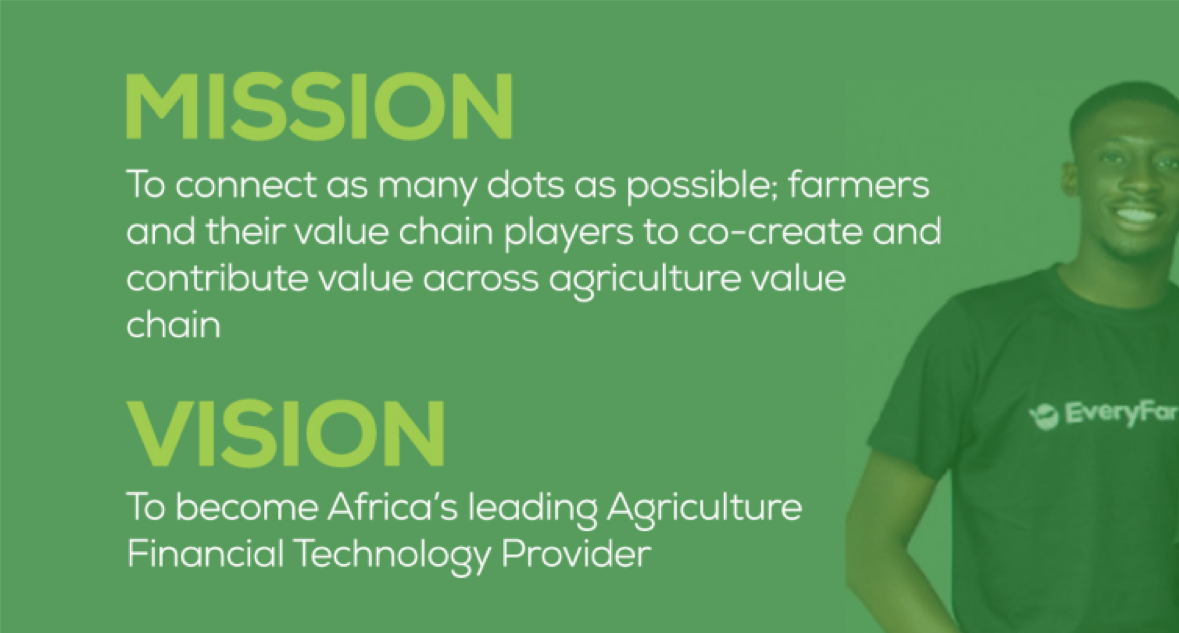 MISSION
To connect as many dots as possible; farmers
and their value chain players to co-create and
contribute value across agriculture value
chain
EveryFar
VISION
To become Africa's leading Agriculture
Financial Technology Provider